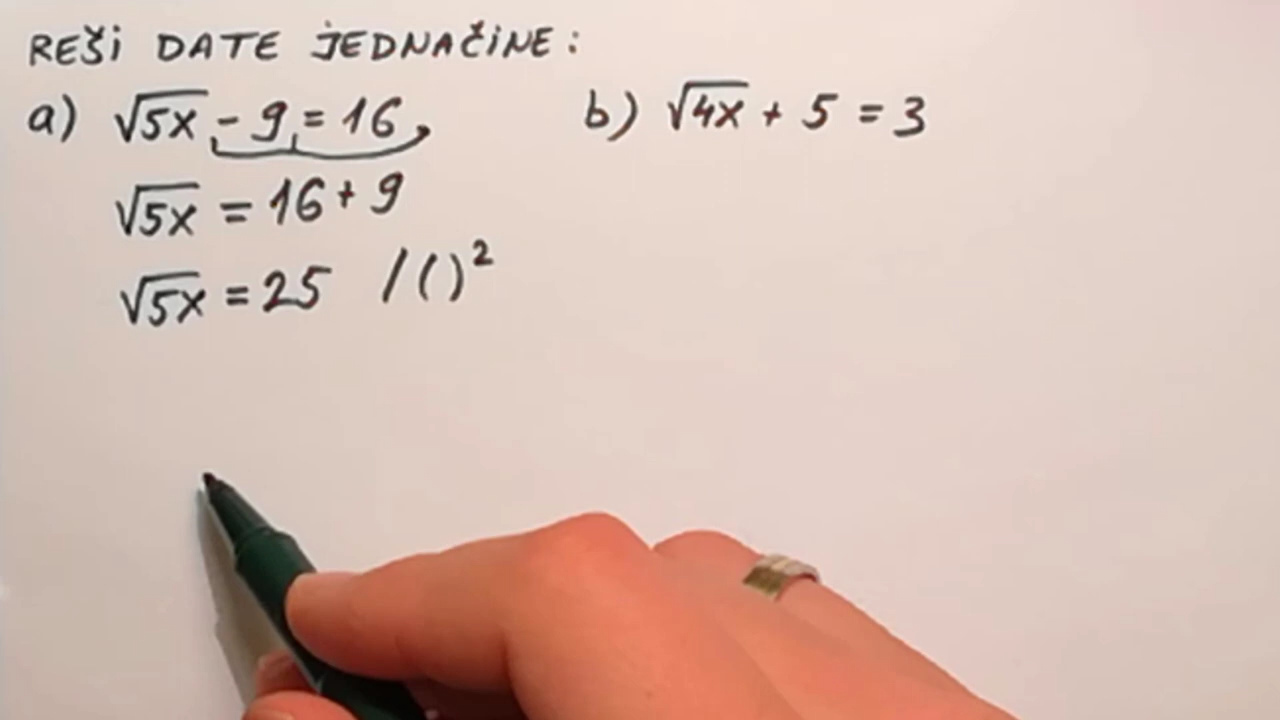 REŠI DATE JEDNAČINE:
a) √5x - 9 = 16
b) √4x + 5 = 3
√5x = 16 + 9
√5x = 25 / ( )²